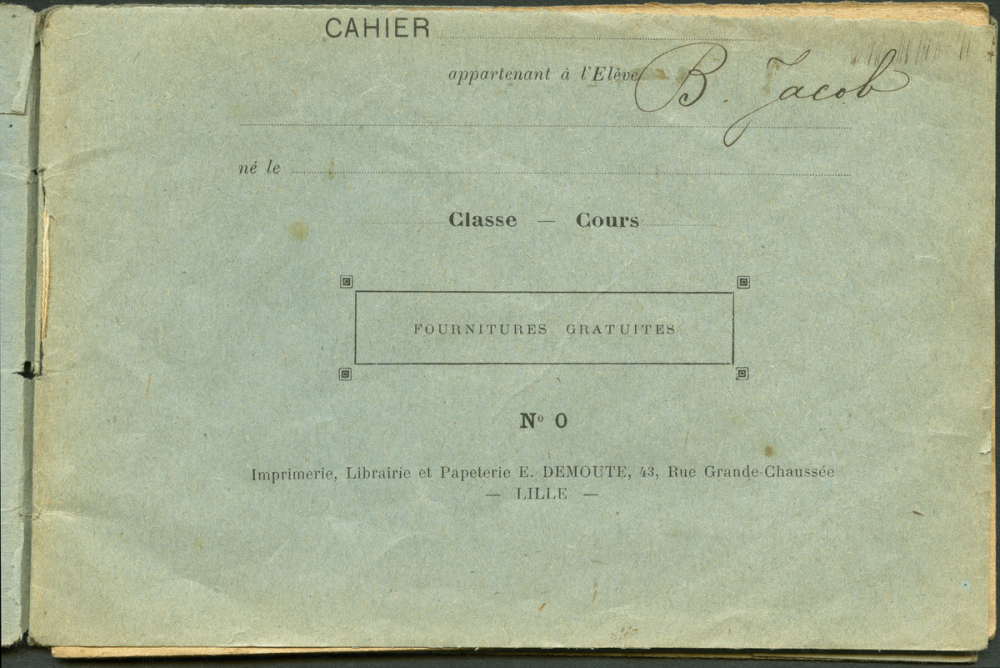 CAHIER
appartenant à l'Elève B. Jacob
né le
Classe — Cours
FOURNITURES GRATUITES
Nº 0
Imprimerie, Librairie et Papeterie E. DEMOUTE, 43, Rue Grande-Chaussée
— LILLE —